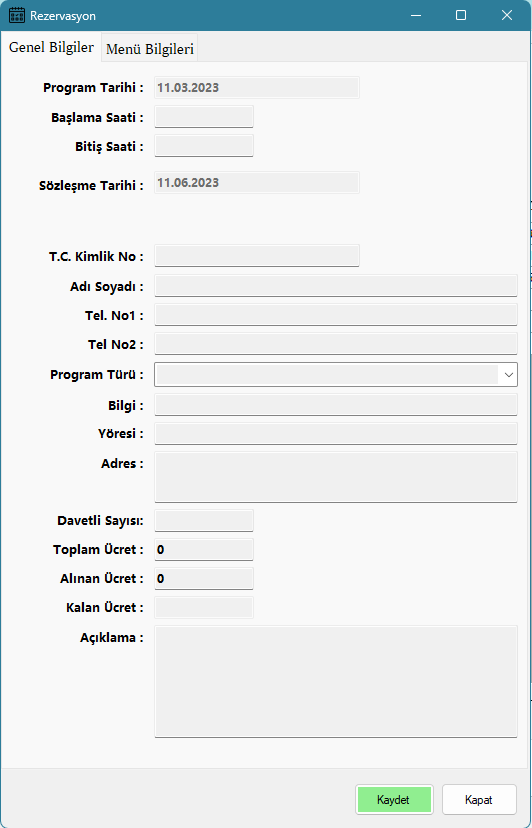 Rezervasyon
Genel Bilgiler Menü Bilgileri
Program Tarihi : 11.03.2023
Başlama Saati :
Bitiş Saati :
Sözleşme Tarihi : 11.06.2023
T.C. Kimlik No :
Adı Soyadı :
Tel. No1 :
Tel No2 :
Program Türü :
Bilgi :
Yöresi :
Adres :
Davetli Sayısı:
Toplam Ücret : 0
Alınan Ücret : 0
Kalan Ücret :
Açıklama :
Kaydet Kapat